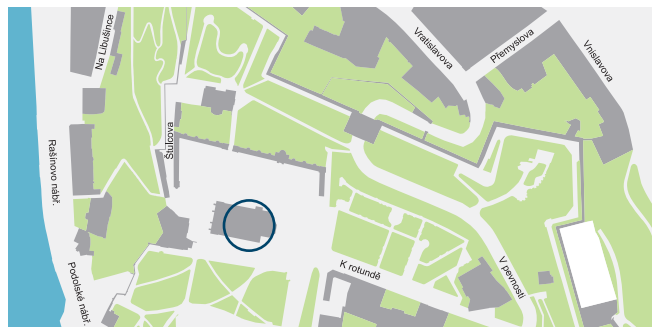 Na Libušince
Vratislavova
Přemyslova
Vnislavova
Štulcova
Rašínovo nábř.
K rotundě
V pevnosti
Podolské nábř.